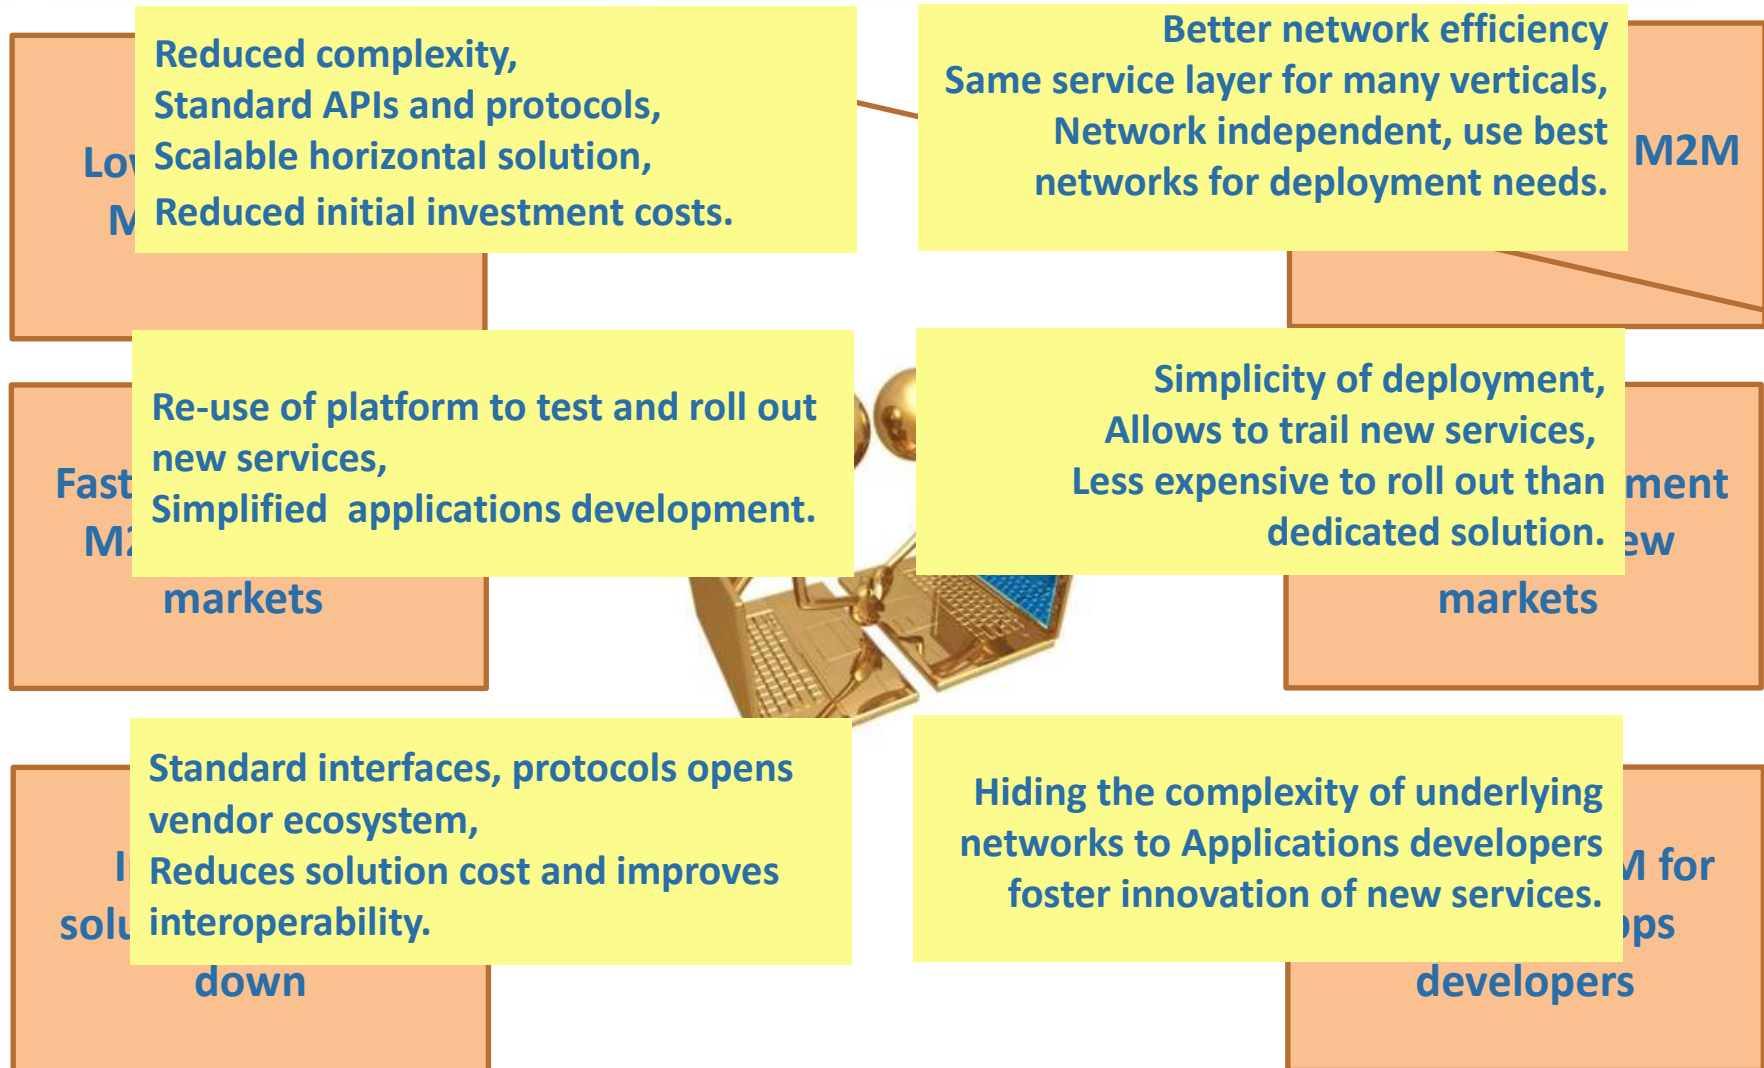 Reduced complexity,
Standard APIs and protocols,
Scalable horizontal solution,
Reduced initial investment costs.
Better network efficiency
Same service layer for many verticals,
Network independent, use best
networks for deployment needs.
M2M
Re-use of platform to test and roll out
new services,
Simplified  applications development.
Fast
markets
Simplicity of deployment,
Allows to trail new services,
Less expensive to roll out than
dedicated solution.
markets
Standard interfaces, protocols opens
vendor ecosystem,
Reduces solution cost and improves
interoperability.
down
Hiding the complexity of underlying
networks to Applications developers
foster innovation of new services.
for
developers